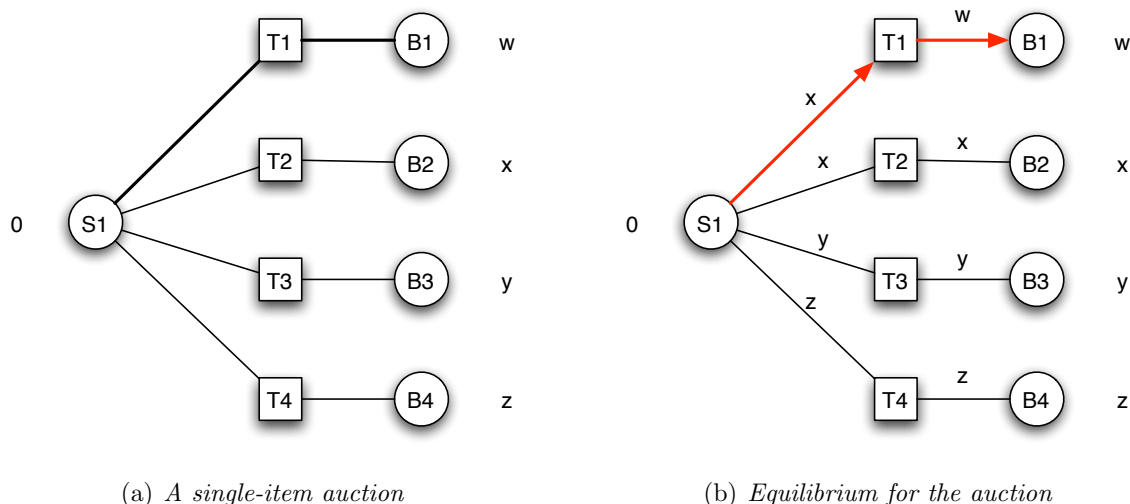 T1 B1 w
T2 B2 x
0 S1
T3 B3 y
T4 B4 z
(a) A single-item auction
w
T1 B1 w
x
x x
T2 B2 x
0 S1
y y
T3 B3 y
z
z
T4 B4 z
(b) Equilibrium for the auction